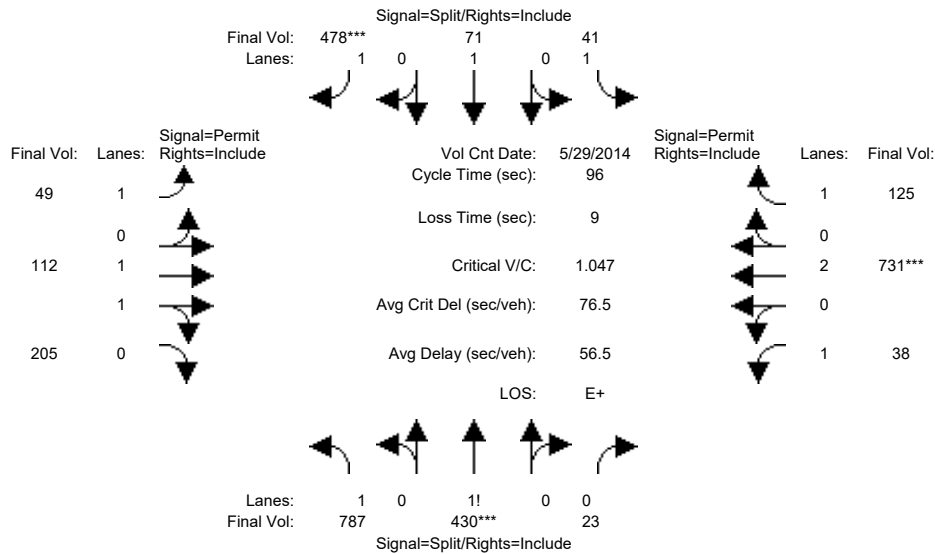 Signal=Split/Rights=Include
Final Vol: 478*** 71 41
Lanes: 1 0 1 0 1
Signal=Permit
Final Vol: Lanes: Rights=Include
Vol Cnt Date: 5/29/2014
Signal=Permit
Rights=Include Lanes: Final Vol:
Cycle Time (sec): 96
49 1
1 125
Loss Time (sec): 9
0
0
112 1
Critical V/C: 1.047
2 731***
1
Avg Crit Del (sec/veh): 76.5
0
205 0
Avg Delay (sec/veh): 56.5
1 38
LOS: E+
Lanes: 1 0 1! 0 0
Final Vol: 787 430*** 23
Signal=Split/Rights=Include